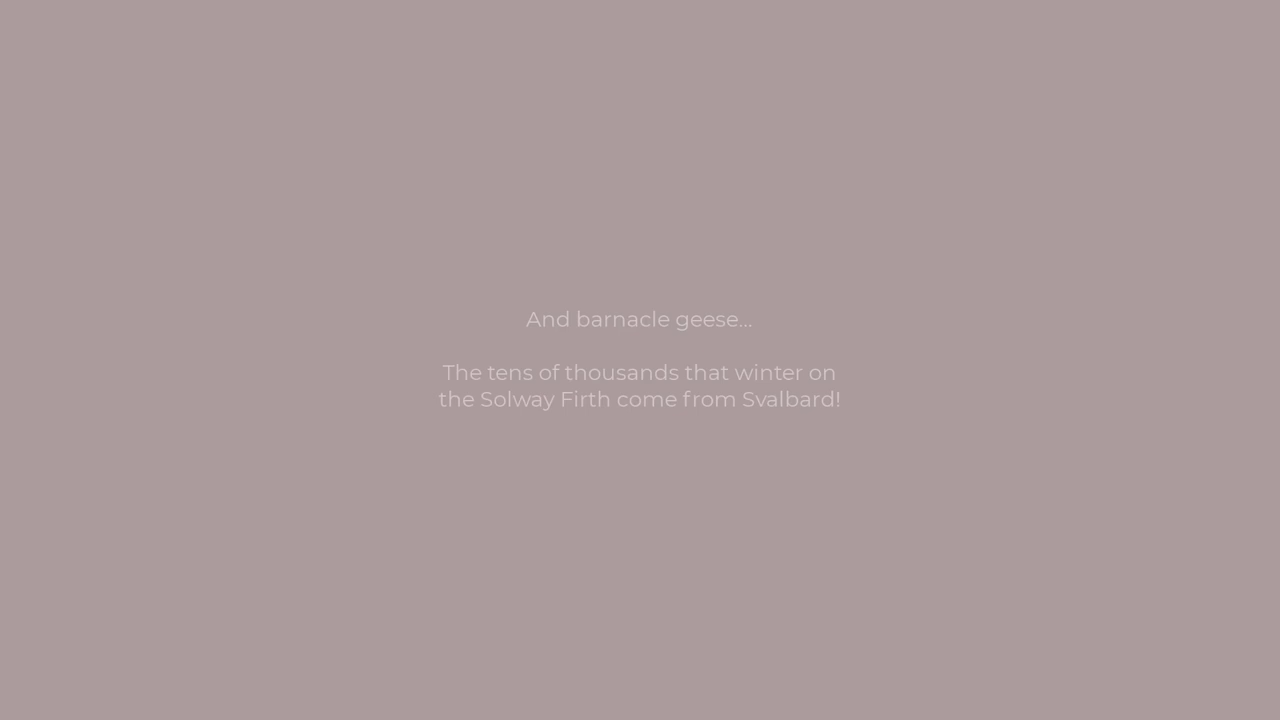 And barnacle geese...
The tens of thousands that winter on
the Solway Firth come from Svalbard!